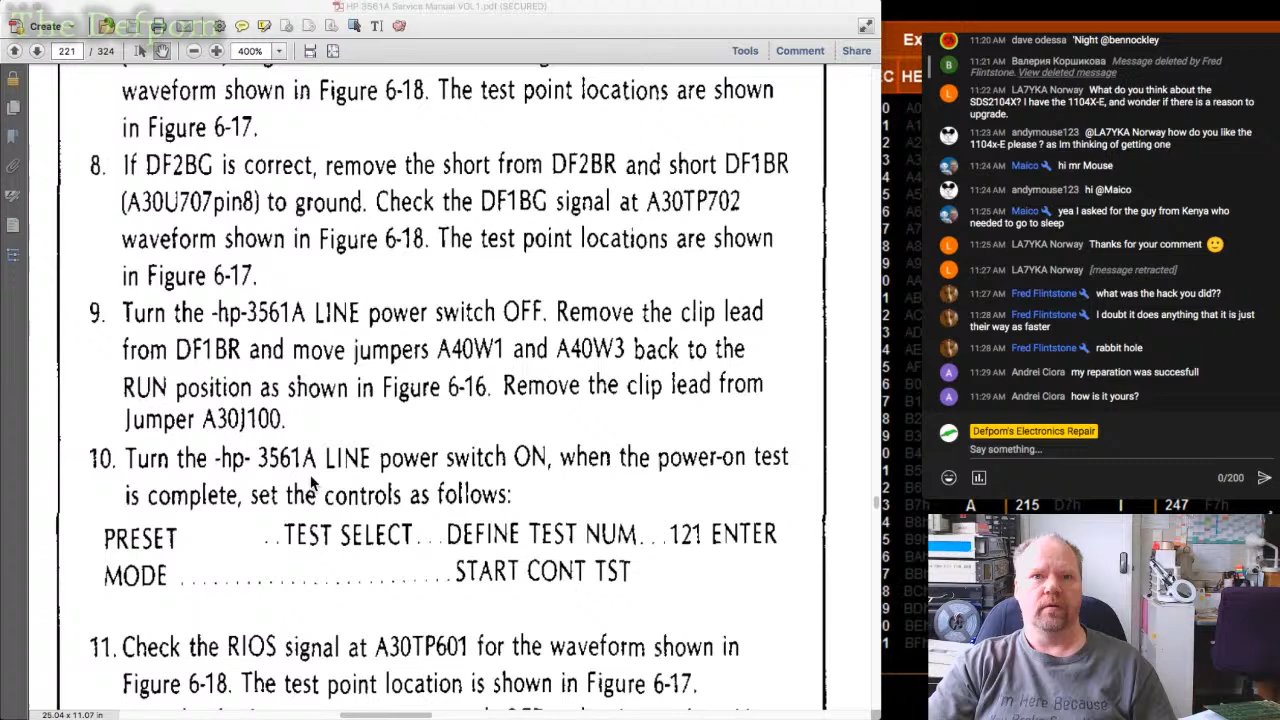 The Defpom
HP 3561A Service Manual VOL1.pdf (SECURED)
Create
221 / 324
400%
Tools Comment Share
waveform shown in Figure 6-18. The test point locations are shown
in Figure 6-17.
8. If DF2BG is correct, remove the short from DF2BR and short DF1BR
(A30U707pin8) to ground. Check the DF1BG signal at A30TP702
waveform shown in Figure 6-18. The test point locations are shown
in Figure 6-17.
9. Turn the -hp-3561A LINE power switch OFF. Remove the clip lead
from DF1BR and move jumpers A40W1 and A40W3 back to the
RUN position as shown in Figure 6-16. Remove the clip lead from
Jumper A30J100.
10. Turn the -hp- 3561A LINE power switch ON, when the power-on test
is complete, set the controls as follows:
PRESET ..TEST SELECT...DEFINE TEST NUM...121 ENTER
MODE .........................START CONT TST
11. Check the RIOS signal at A30TP601 for the waveform shown in
Figure 6-18. The test point location is shown in Figure 6-17.
25.04 x 11.07 in
Ex
C HE
11:20 AM dave odessa 'Night @bennockley
11:21 AM Валерия Коршикова Message deleted by Fred
Flintstone. View deleted message
11:22 AM LA7YKA Norway What do you think about the
SDS2104X? I have the 1104X-E, and wonder if there is a reason to
upgrade.
11:23 AM andymouse123 @LA7YKA Norway how do you like the
1104x-E please ? as Im thinking of getting one
11:24 AM Maico hi mr Mouse
11:24 AM andymouse123 hi @Maico
11:25 AM Maico yea I asked for the guy from Kenya who
needed to go to sleep
11:25 AM LA7YKA Norway Thanks for your comment 🙂
11:27 AM LA7YKA Norway [message retracted]
11:28 AM Fred Flintstone what was the hack you did??
11:28 AM Fred Flintstone I doubt it does anything that it is just
their way as faster
11:28 AM Fred Flintstone rabbit hole
11:29 AM Andrei Ciora my reparation was succesfull
11:29 AM Andrei Ciora how is it yours?
Defpom's Electronics Repair
Say something...
0/200
A 215 D7h I 247 F7h
I'm Here Because